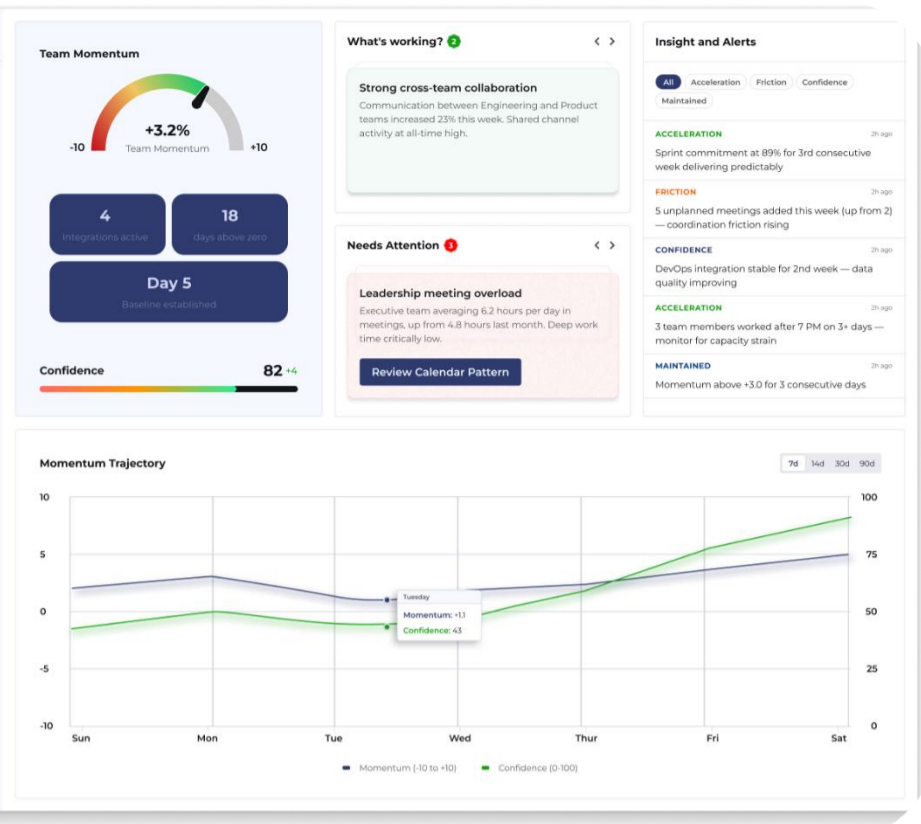 Team Momentum
+3.2%
Team Momentum
-10
+10
4
Integrations active
18
days above zero
Day 5
Baseline established
Confidence
82 +4
What's working? 2
Strong cross-team collaboration
Communication between Engineering and Product
teams increased 23% this week. Shared channel
activity at all-time high.
Needs Attention 3
Leadership meeting overload
Executive team averaging 6.2 hours per day in
meetings, up from 4.8 hours last month. Deep work
time critically low.
Review Calendar Pattern
Insight and Alerts
All Acceleration Friction Confidence
Maintained
ACCELERATION 2h ago
Sprint commitment at 89% for 3rd consecutive
week delivering predictably
FRICTION 2h ago
5 unplanned meetings added this week (up from 2)
— coordination friction rising
CONFIDENCE 2h ago
DevOps integration stable for 2nd week — data
quality improving
ACCELERATION 2h ago
3 team members worked after 7 PM on 3+ days —
monitor for capacity strain
MAINTAINED 2h ago
Momentum above +3.0 for 3 consecutive days
Momentum Trajectory
7d 14d 30d 90d
10 100
5 75
0 50
-5 25
-10 0
Tuesday
Momentum: +1.1
Confidence: 43
Sun Mon Tue Wed Thur Fri Sat
Momentum (-10 to +10) Confidence (0-100)